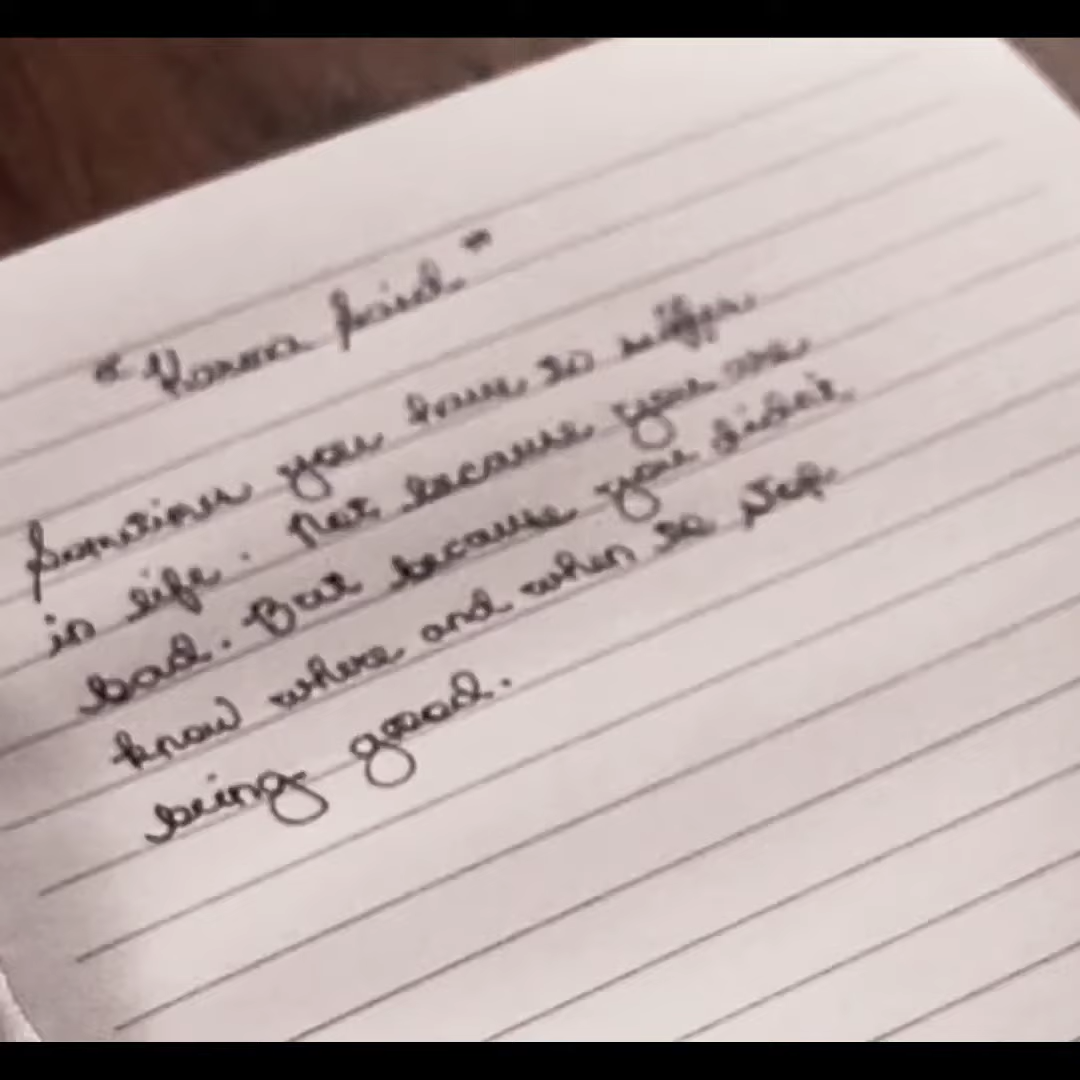 "Karma said"
Sometimes you have to suffer
in life. Not because you are
bad. But because you didn't
know where and when to stop
being good.